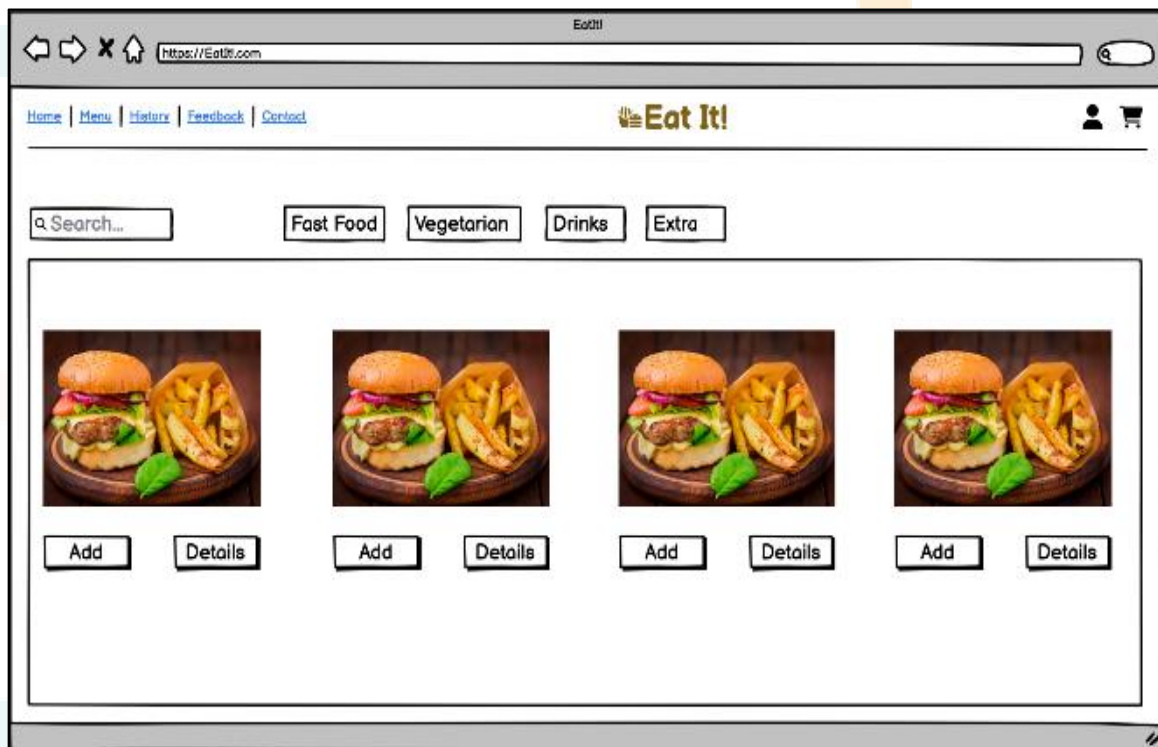 EatIt!
https://EatIt!.com
Home | Menu | History | Feedback | Contact
Eat It!
Search...
Fast Food Vegetarian Drinks Extra
Add Details Add Details Add Details Add Details